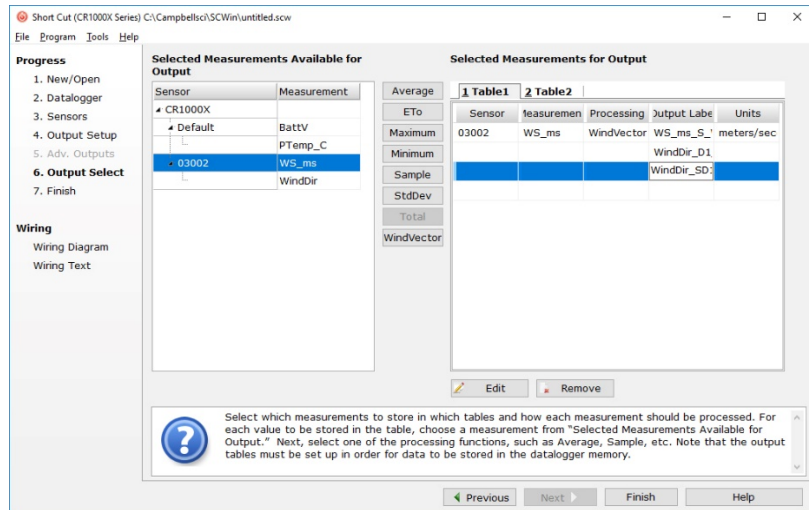 Short Cut (CR1000X Series) C:\Campbellsci\SCWin\untitled.scw
File Program Tools Help
Progress
1. New/Open
2. Datalogger
3. Sensors
4. Output Setup
5. Adv. Outputs
6. Output Select
7. Finish
Wiring
Wiring Diagram
Wiring Text
Selected Measurements Available for
Output
Sensor Measurement
CR1000X
Default BattV
PTemp_C
03002 WS_ms
WindDir
Average
ETo
Maximum
Minimum
Sample
StdDev
Total
WindVector
Selected Measurements for Output
1 Table1 2 Table2
Sensor Measuremen Processing Output Labe Units
03002 WS_ms WindVector WS_ms_S_ meters/sec
WindDir_D1_
WindDir_SD1
Edit Remove
Select which measurements to store in which tables and how each measurement should be processed. For
each value to be stored in the table, choose a measurement from "Selected Measurements Available for
Output." Next, select one of the processing functions, such as Average, Sample, etc. Note that the output
tables must be set up in order for data to be stored in the datalogger memory.
Previous Next Finish Help